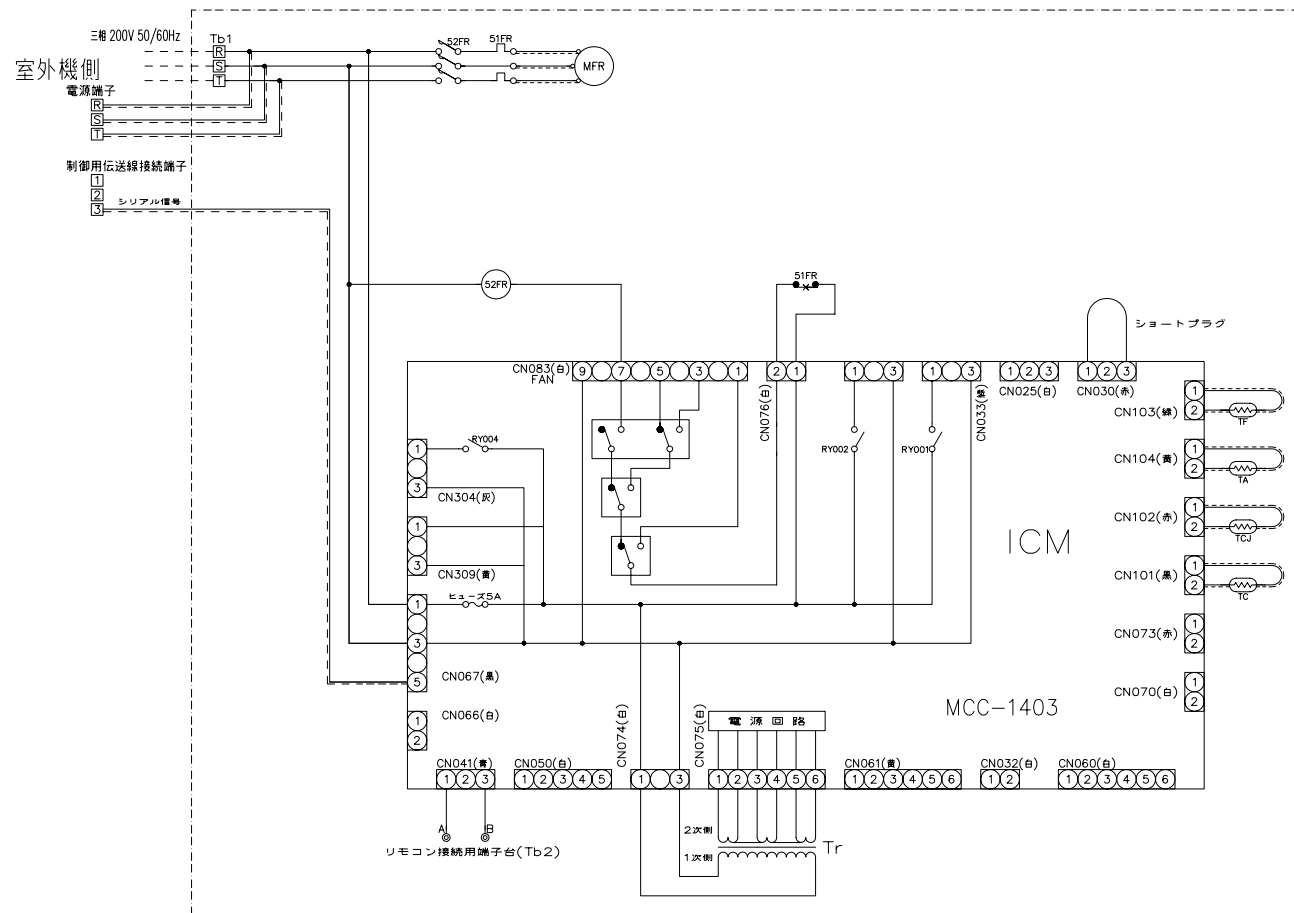 三相 200V 50/60Hz
Tb1
R
S
T
52FR
51FR
MFR
室外機側
電源端子
R
S
T
制御用伝送線接続端子
1
2
3
シリアル信号
52FR
51FR
ショートプラグ
CN083(白)
FAN
9 7 5 3 1
CN076(白)
2 1
1 3
1 3
CN033(緑)
1 2 3
CN025(白)
1 2 3
CN030(赤)
RY004
RY002
RY001
1
3
CN304(灰)
1
3
CN309(黄)
ヒューズ5A
1
3
5
CN067(黒)
1
2
CN066(白)
CN103(緑)
1
2
TF
CN104(黄)
1
2
TA
CN102(赤)
1
2
TCJ
CN101(黒)
1
2
TC
CN073(赤)
1
2
CN070(白)
1
2
ICM
MCC-1403
CN041(青)
1 2 3
CN050(白)
1 2 3 4 5
CN074(白)
1 3
CN075(白)
電源回路
1 2 3 4 5 6
CN061(黄)
1 2 3 4 5 6
CN032(白)
1 2
CN060(白)
1 2 3 4 5 6
A
B
リモコン接続用端子台(Tb2)
2次側
1次側
Tr